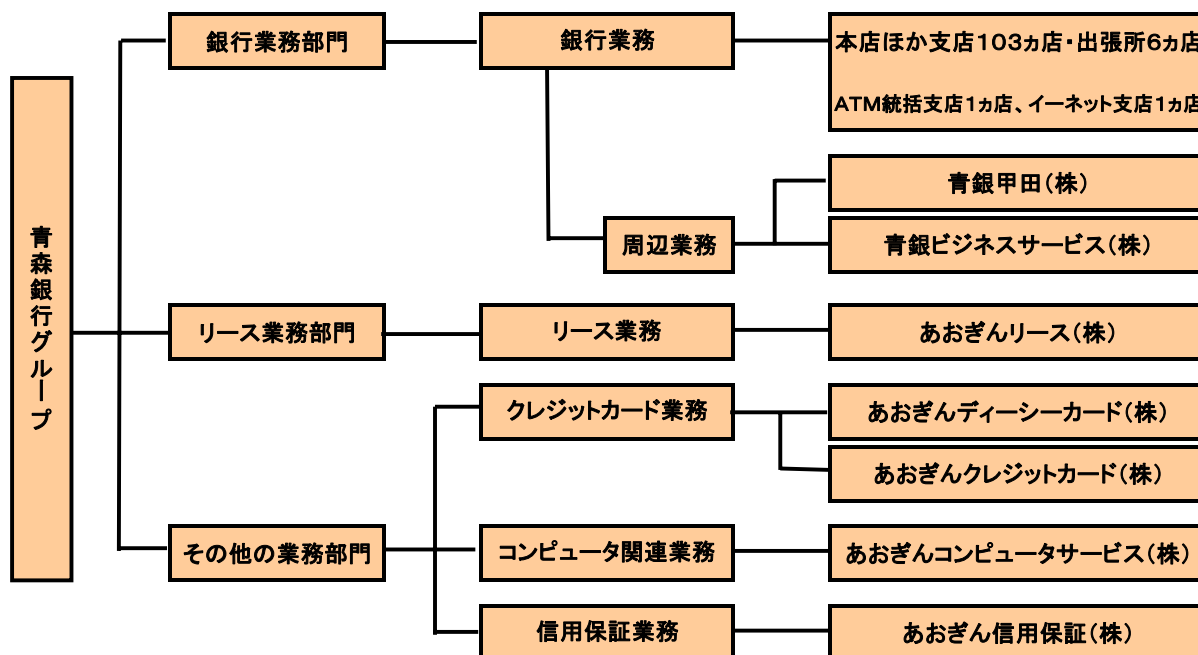 青森銀行グループ
銀行業務部門
銀行業務
本店ほか支店103ヵ店・出張所6ヵ店
ATM統括支店1ヵ店、イーネット支店1ヵ店
周辺業務
青銀甲田(株)
青銀ビジネスサービス(株)
リース業務部門
リース業務
あおぎんリース(株)
その他の業務部門
クレジットカード業務
あおぎんディーシーカード(株)
あおぎんクレジットカード(株)
コンピュータ関連業務
あおぎんコンピュータサービス(株)
信用保証業務
あおぎん信用保証(株)